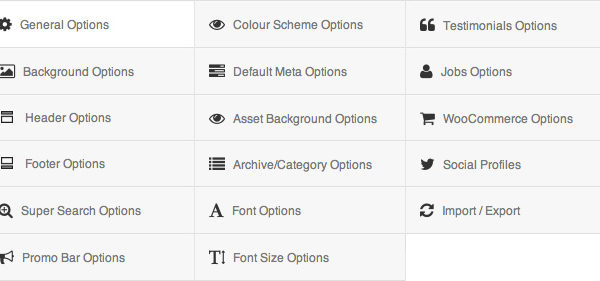 General Options
Colour Scheme Options
Testimonials Options
Background Options
Default Meta Options
Jobs Options
Header Options
Asset Background Options
WooCommerce Options
Footer Options
Archive/Category Options
Social Profiles
Super Search Options
Font Options
Import / Export
Promo Bar Options
Font Size Options